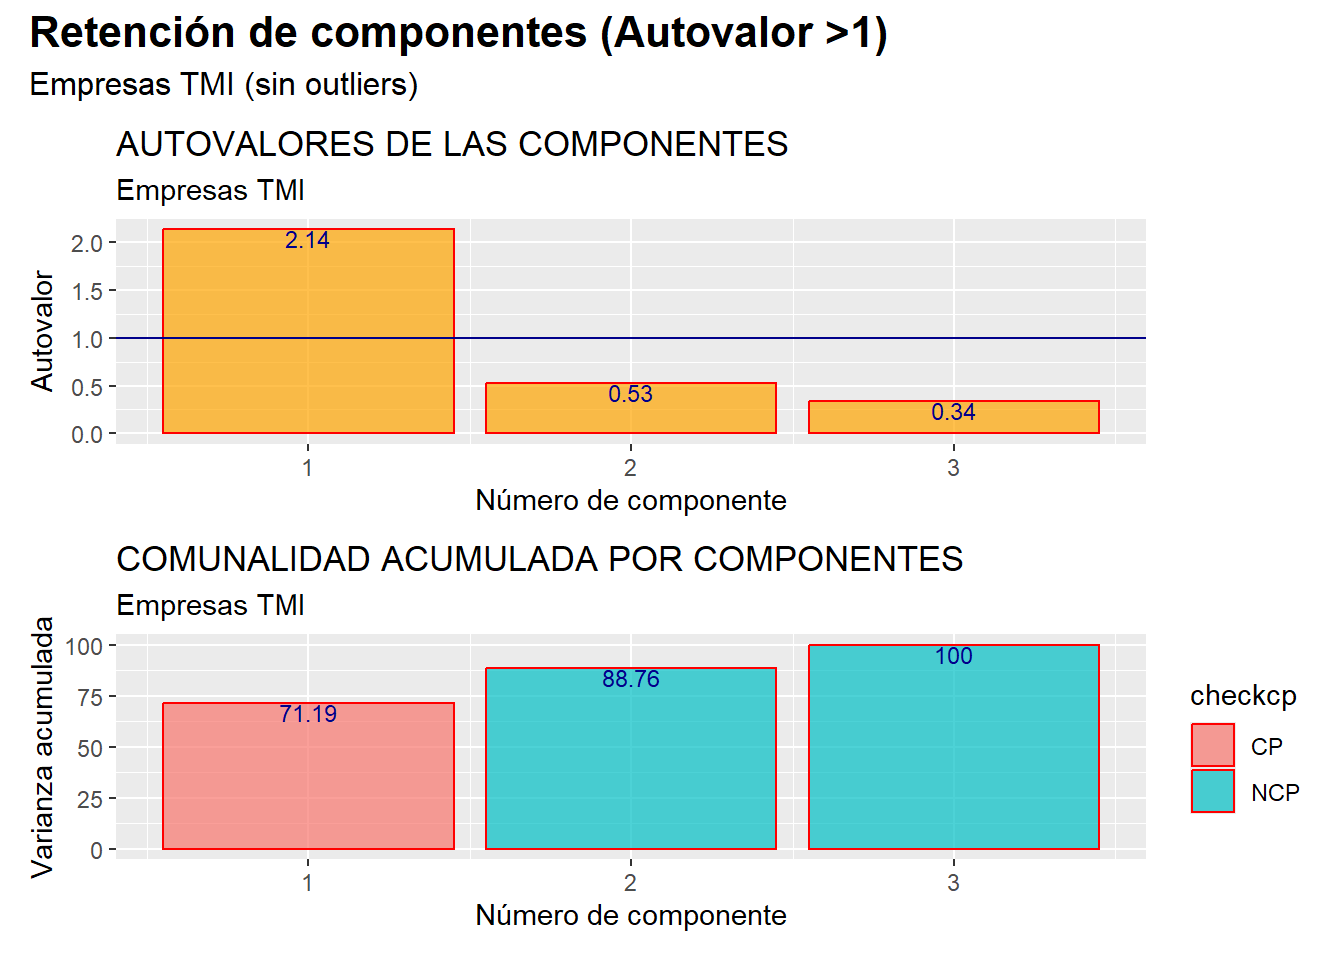 Retención de componentes (Autovalor >1)
Empresas TMI (sin outliers)
AUTOVALORES DE LAS COMPONENTES
Empresas TMI
Autovalor
2.0
1.5
1.0
0.5
0.0
2.14
0.53
0.34
1
2
3
Número de componente
COMUNALIDAD ACUMULADA POR COMPONENTES
Empresas TMI
Varianza acumulada
100
75
50
25
0
71.19
88.76
100
1
2
3
Número de componente
checkcp
CP
NCP